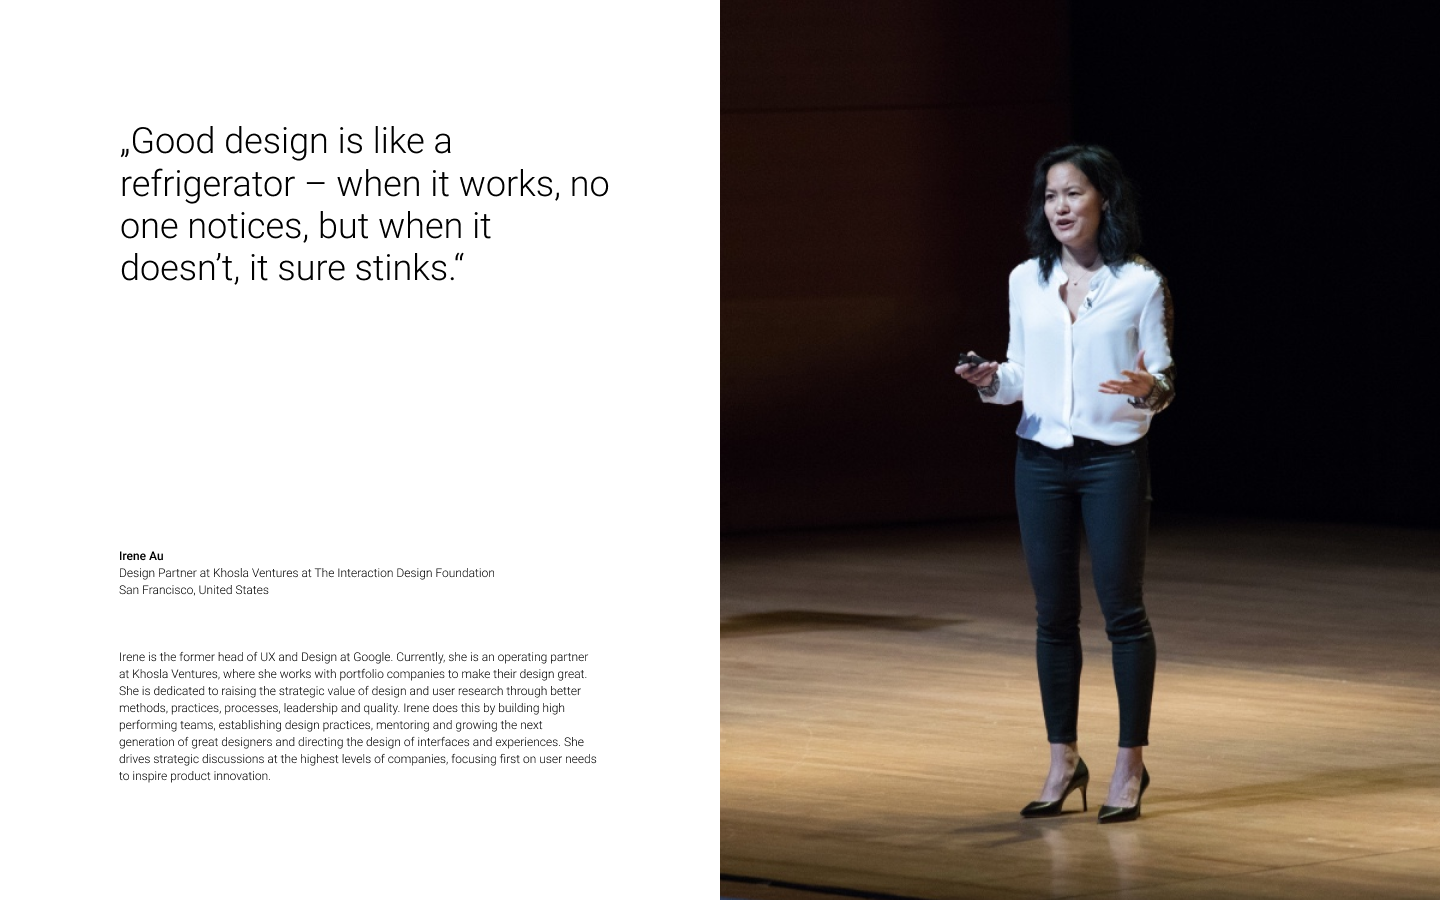 „Good design is like a
refrigerator – when it works, no
one notices, but when it
doesn’t, it sure stinks.“
Irene Au
Design Partner at Khosla Ventures at The Interaction Design Foundation
San Francisco, United States
Irene is the former head of UX and Design at Google. Currently, she is an operating partner
at Khosla Ventures, where she works with portfolio companies to make their design great.
She is dedicated to raising the strategic value of design and user research through better
methods, practices, processes, leadership and quality. Irene does this by building high
performing teams, establishing design practices, mentoring and growing the next
generation of great designers and directing the design of interfaces and experiences. She
drives strategic discussions at the highest levels of companies, focusing first on user needs
to inspire product innovation.